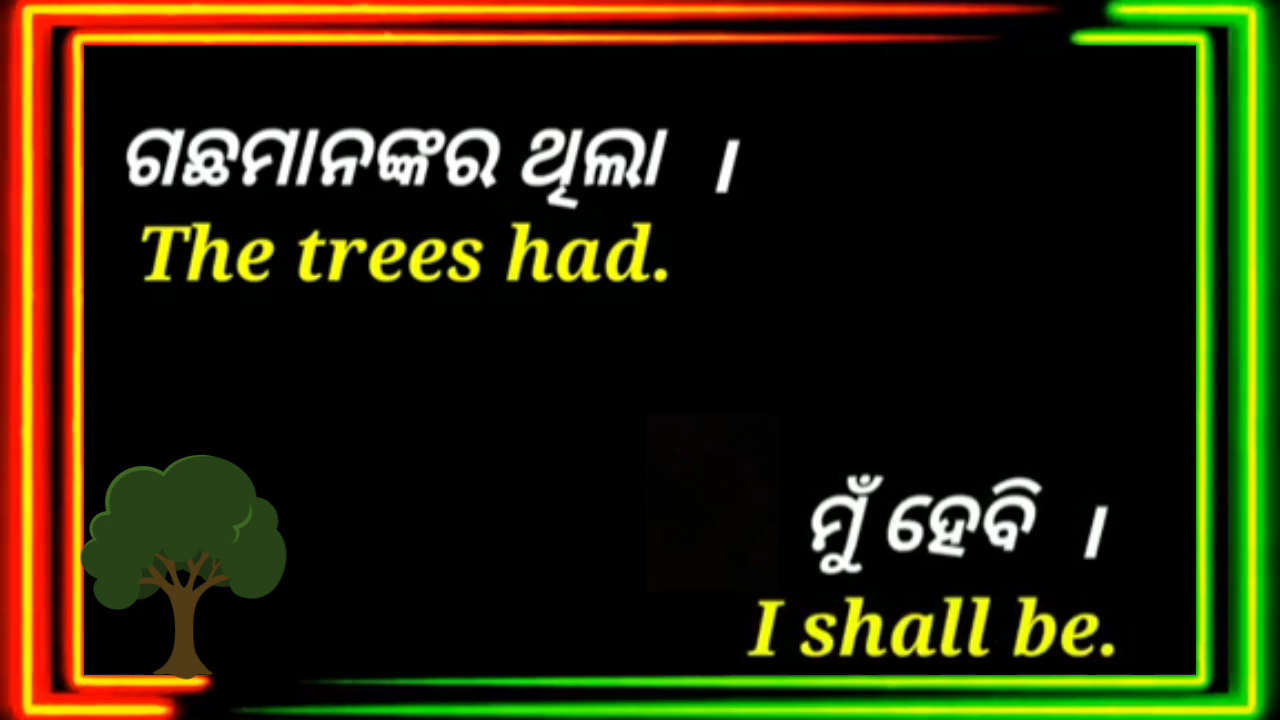 ଗଛମାନଙ୍କର ଥିଲା ।
The trees had.
ମୁଁ ହେବି ।
I shall be.